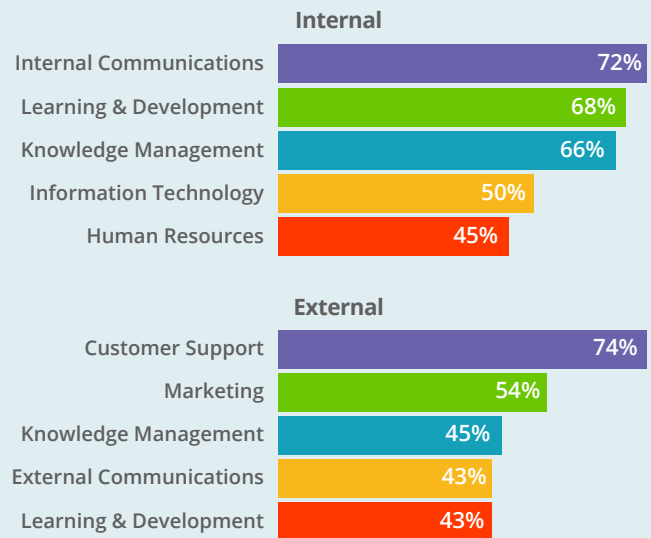 Internal
Internal Communications 72%
Learning & Development 68%
Knowledge Management 66%
Information Technology 50%
Human Resources 45%
External
Customer Support 74%
Marketing 54%
Knowledge Management 45%
External Communications 43%
Learning & Development 43%